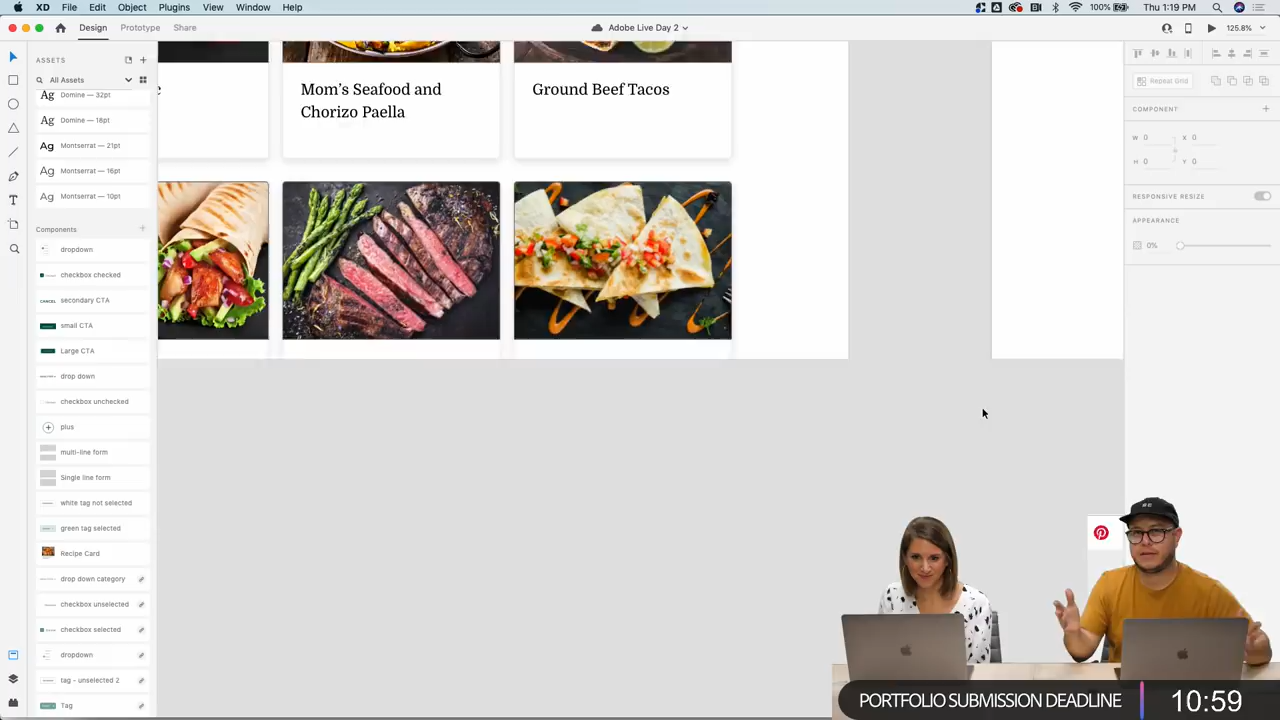 XD File Edit Object Plugins View Window Help
100%
Thu 1:19 PM
Design Prototype Share
Adobe Live Day 2
125.8%
ASSETS
All Assets
Ag Domine — 32pt
Ag Domine — 18pt
Ag Montserrat — 21pt
Ag Montserrat — 16pt
Ag Montserrat — 10pt
Components
dropdown
checkbox checked
CANCEL secondary CTA
small CTA
Large CTA
drop down
checkbox unchecked
plus
multi-line form
Single line form
white tag not selected
green tag selected
Recipe Card
drop down category
checkbox unselected
checkbox selected
dropdown
tag - unselected 2
Tag
Mom's Seafood and
Chorizo Paella
Ground Beef Tacos
Repeat Grid
COMPONENT
W 0 X 0
H 0 Y 0
RESPONSIVE RESIZE
APPEARANCE
0%
PORTFOLIO SUBMISSION DEADLINE 10:59